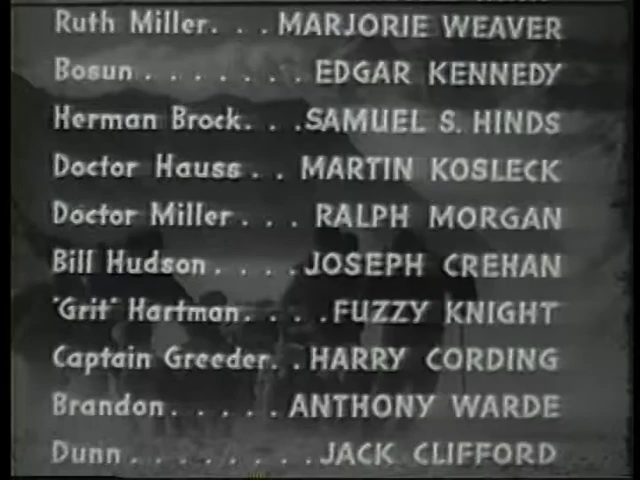 Ruth Miller. . . MARJORIE WEAVER
Bosun . . . . . . . EDGAR KENNEDY
Herman Brock. . .SAMUEL S. HINDS
Doctor Hauss . . MARTIN KOSLECK
Doctor Miller . . . RALPH MORGAN
Bill Hudson . . . . JOSEPH CREHAN
"Grit" Hartman. . . . FUZZY KNIGHT
Captain Greeder. . HARRY CORDING
Brandon . . . . . ANTHONY WARDE
Dunn . . . . . . . . JACK CLIFFORD